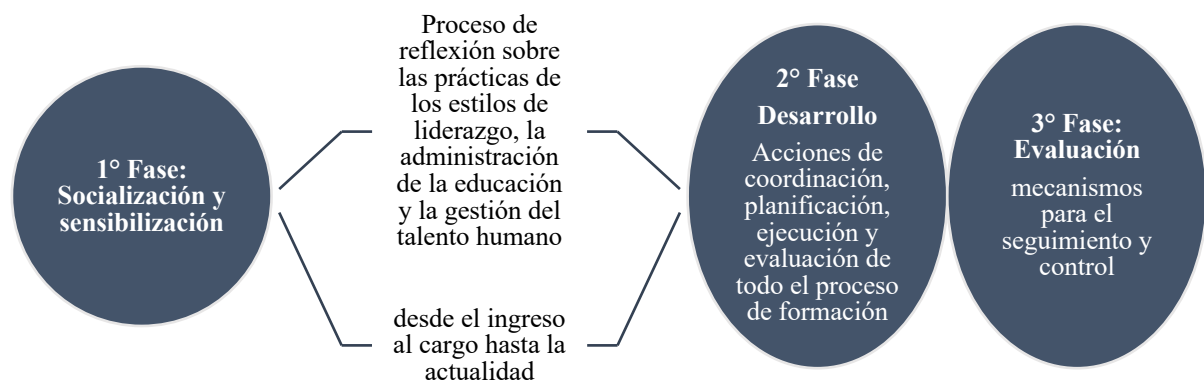 1° Fase:
Socialización y
sensibilización
Proceso de
reflexión sobre
las prácticas de
los estilos de
liderazgo, la
administración
de la educación
y la gestión del
talento humano
desde el ingreso
al cargo hasta la
actualidad
2° Fase
Desarrollo
Acciones de
coordinación,
planificación,
ejecución y
evaluación de
todo el proceso
de formación
3° Fase:
Evaluación
mecanismos
para el
seguimiento y
control